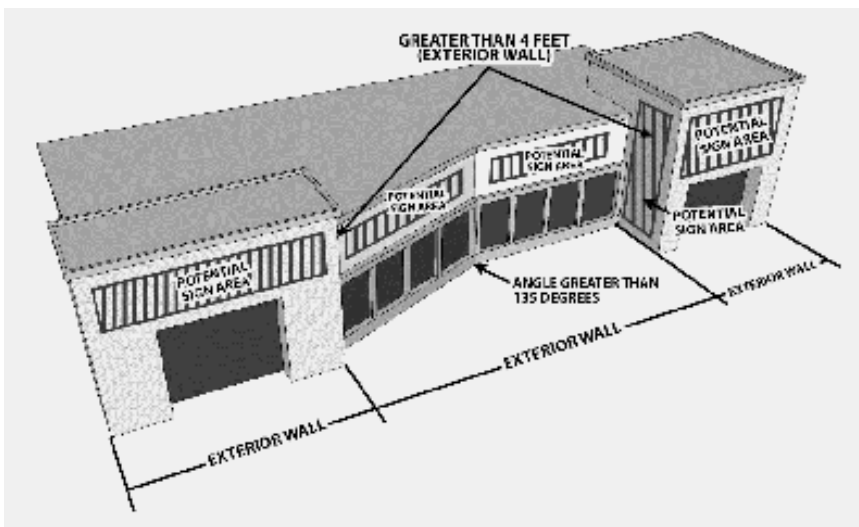 GREATER THAN 4 FEET
(EXTERIOR WALL)
POTENTIAL
SIGN AREA
POTENTIAL
SIGN AREA
POTENTIAL
SIGN AREA
POTENTIAL
SIGN AREA
POTENTIAL
SIGN AREA
ANGLE GREATER THAN
135 DEGREES
EXTERIOR WALL
EXTERIOR WALL
EXTERIOR WALL